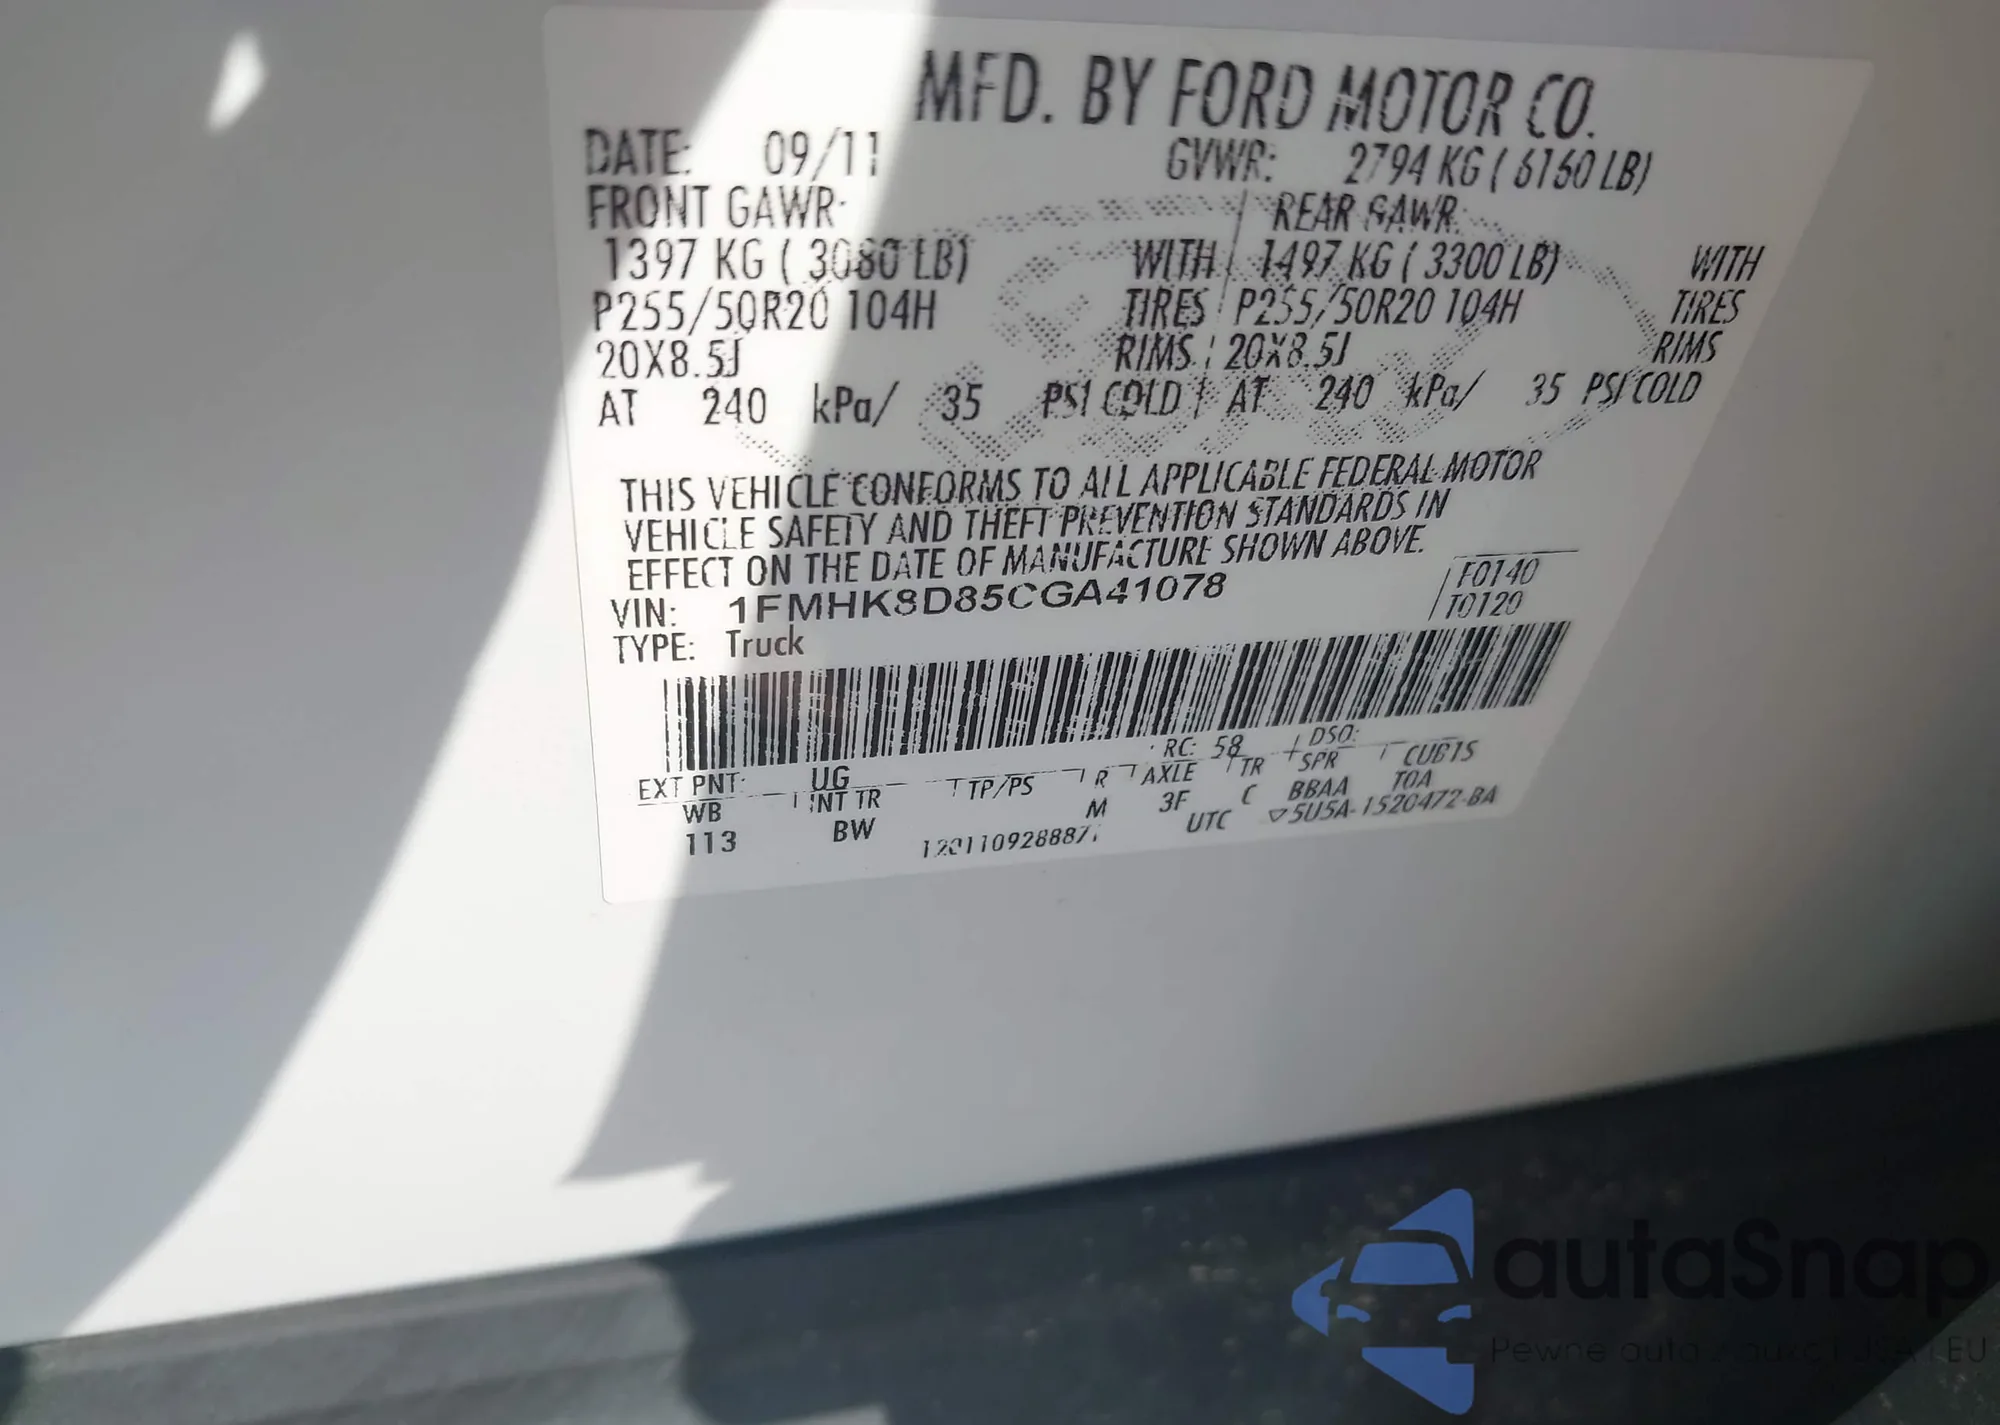 MFD. BY FORD MOTOR CO.
DATE: 09/11 GVWR: 2794 KG ( 6160 LB)
FRONT GAWR: REAR GAWR:
1397 KG ( 3080 LB) WITH 1497 KG ( 3300 LB) WITH
P255/50R20 104H TIRES P255/50R20 104H TIRES
20X8.5J RIMS 20X8.5J RIMS
AT 240 kPa/ 35 PSI COLD AT 240 kPa/ 35 PSI COLD
THIS VEHICLE CONFORMS TO ALL APPLICABLE FEDERAL MOTOR
VEHICLE SAFETY AND THEFT PREVENTION STANDARDS IN
EFFECT ON THE DATE OF MANUFACTURE SHOWN ABOVE.
VIN: 1FMHK8D85CGA41078 F0140
TYPE: Truck T0120
EXT PNT: UG RC: 58 DSO:
WB INT TR TP/PS R AXLE TR SPR
113 BW M 3F C BBAA
UTC ▽5U5A-1520472-BA
autaSnap
Pewne auta EU